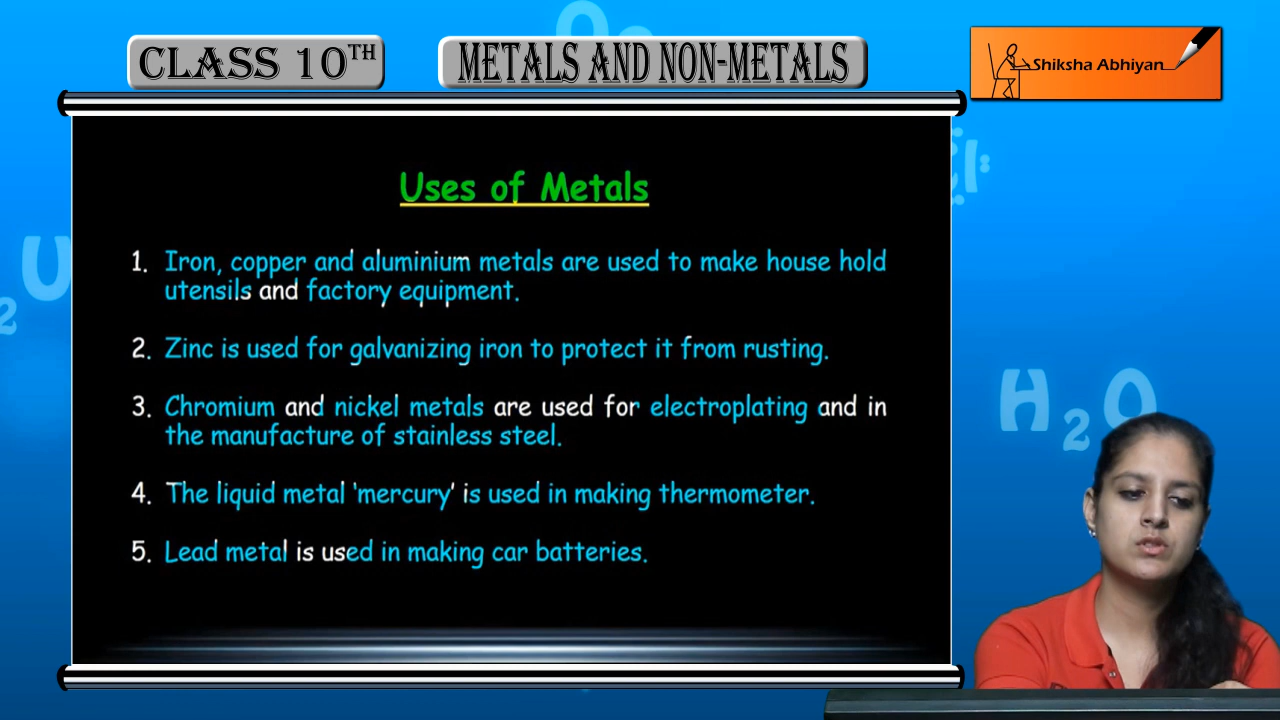 CLASS 10TH
METALS AND NON-METALS
Shiksha Abhiyan
Uses of Metals
1. Iron, copper and aluminium metals are used to make house hold
utensils and factory equipment.
2. Zinc is used for galvanizing iron to protect it from rusting.
3. Chromium and nickel metals are used for electroplating and in
the manufacture of stainless steel.
4. The liquid metal 'mercury' is used in making thermometer.
5. Lead metal is used in making car batteries.
H2O